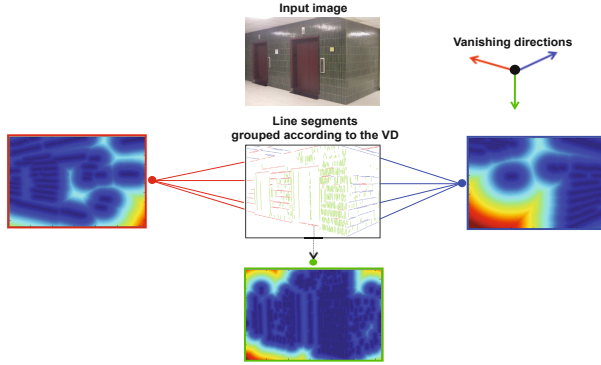 Input image
Vanishing directions
Line segments
grouped according to the VD